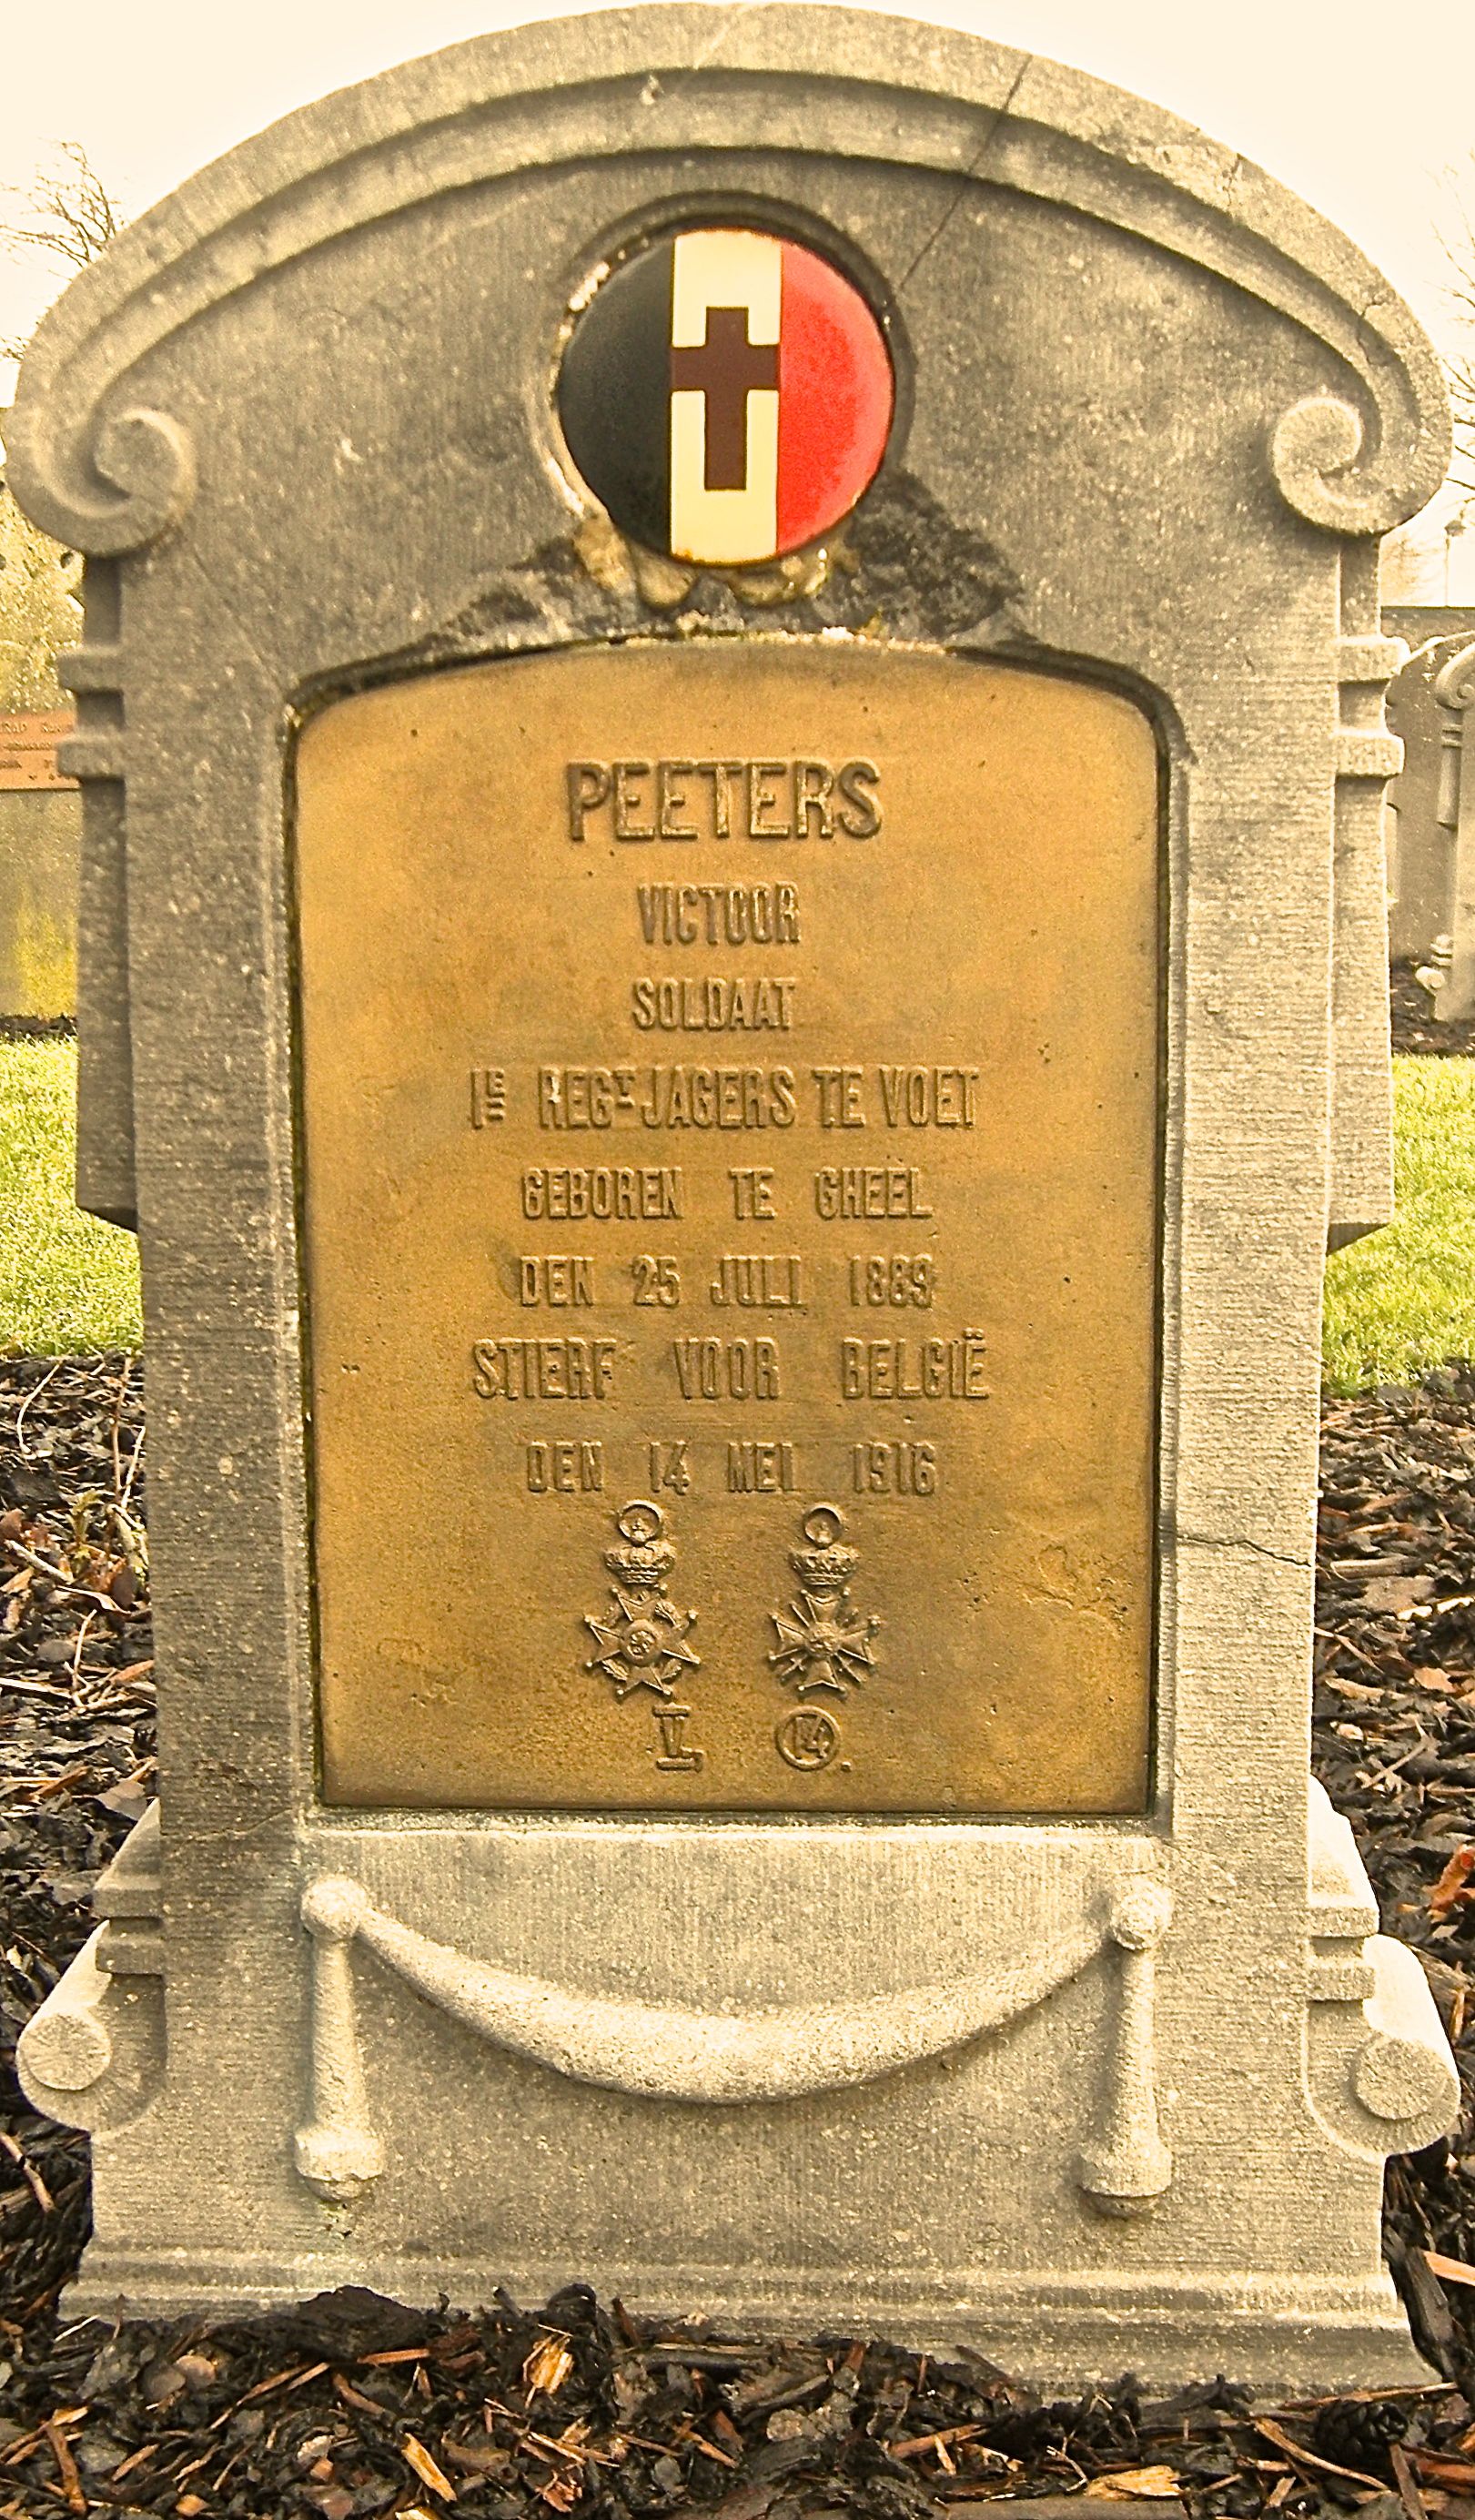 PEETERS
VICTOOR
SOLDAAT
1E REGT JAGERS TE VOET
GEBOREN TE GHEEL
DEN 25 JULI 1889
STIERF VOOR BELGIË
DEN 14 MEI 1916
V. 14.